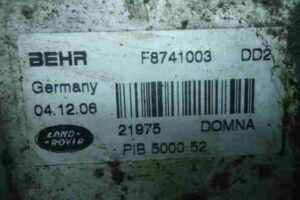 BEHR F8741003 DD2
Germany
04.12.06
21975 DOMNA
LAND-
ROVER
PIB 5000 52